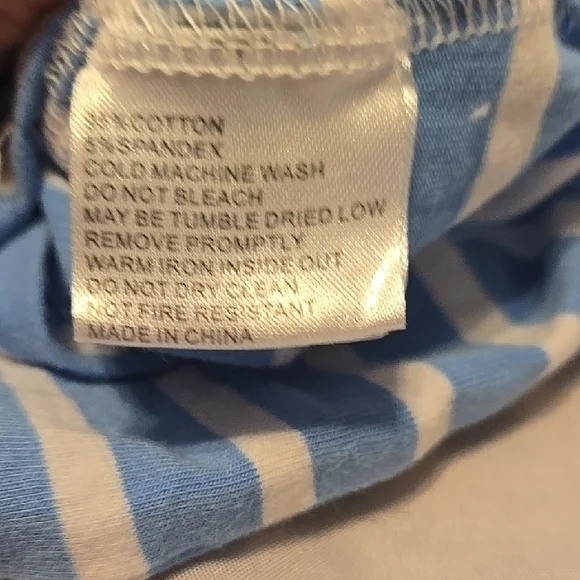 95%COTTON
5%SPANDEX
COLD MACHINE WASH
DO NOT BLEACH
MAY BE TUMBLE DRIED LOW
REMOVE PROMPTLY
WARM IRON INSIDE OUT
DO NOT DRY CLEAN
NOT FIRE RESISTANT
MADE IN CHINA